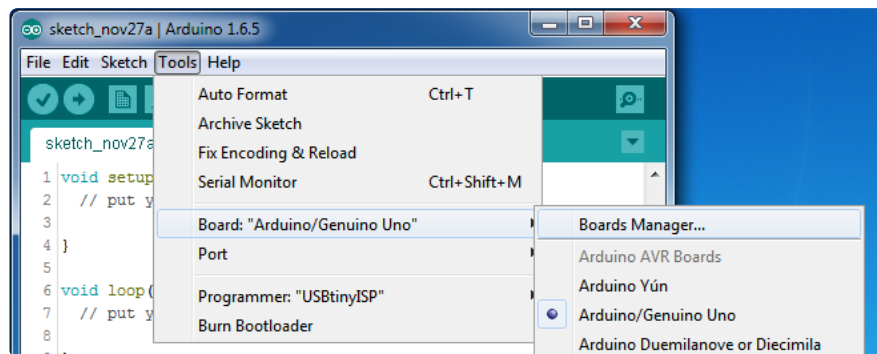 sketch_nov27a | Arduino 1.6.5
File Edit Sketch Tools Help
Auto Format Ctrl+T
Archive Sketch
Fix Encoding & Reload
Serial Monitor Ctrl+Shift+M
Board: "Arduino/Genuino Uno"
Port
Programmer: "USBtinyISP"
Burn Bootloader
Boards Manager...
Arduino AVR Boards
Arduino Yún
Arduino/Genuino Uno
Arduino Duemilanove or Diecimila
sketch_nov27a
1 void setup
2 // put y
3
4 }
5
6 void loop(
7 // put y
8